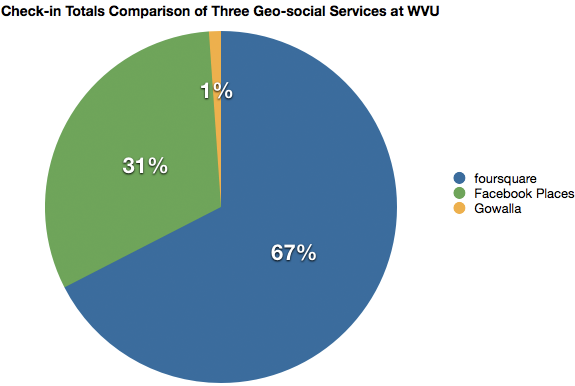 Check-in Totals Comparison of Three Geo-social Services at WVU
1%
31%
67%
foursquare
Facebook Places
Gowalla